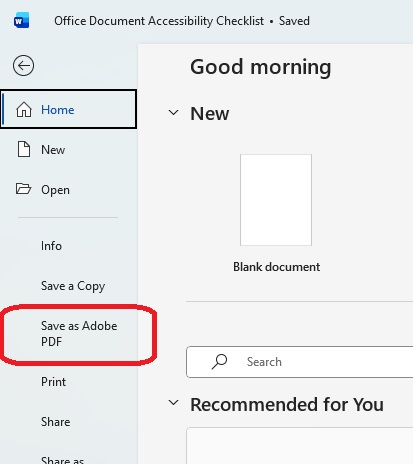 Office Document Accessibility Checklist • Saved
Good morning
Home
New
Open
Info
Save a Copy
Save as Adobe
PDF
Print
Share
Share as
New
Blank document
Search
Recommended for You